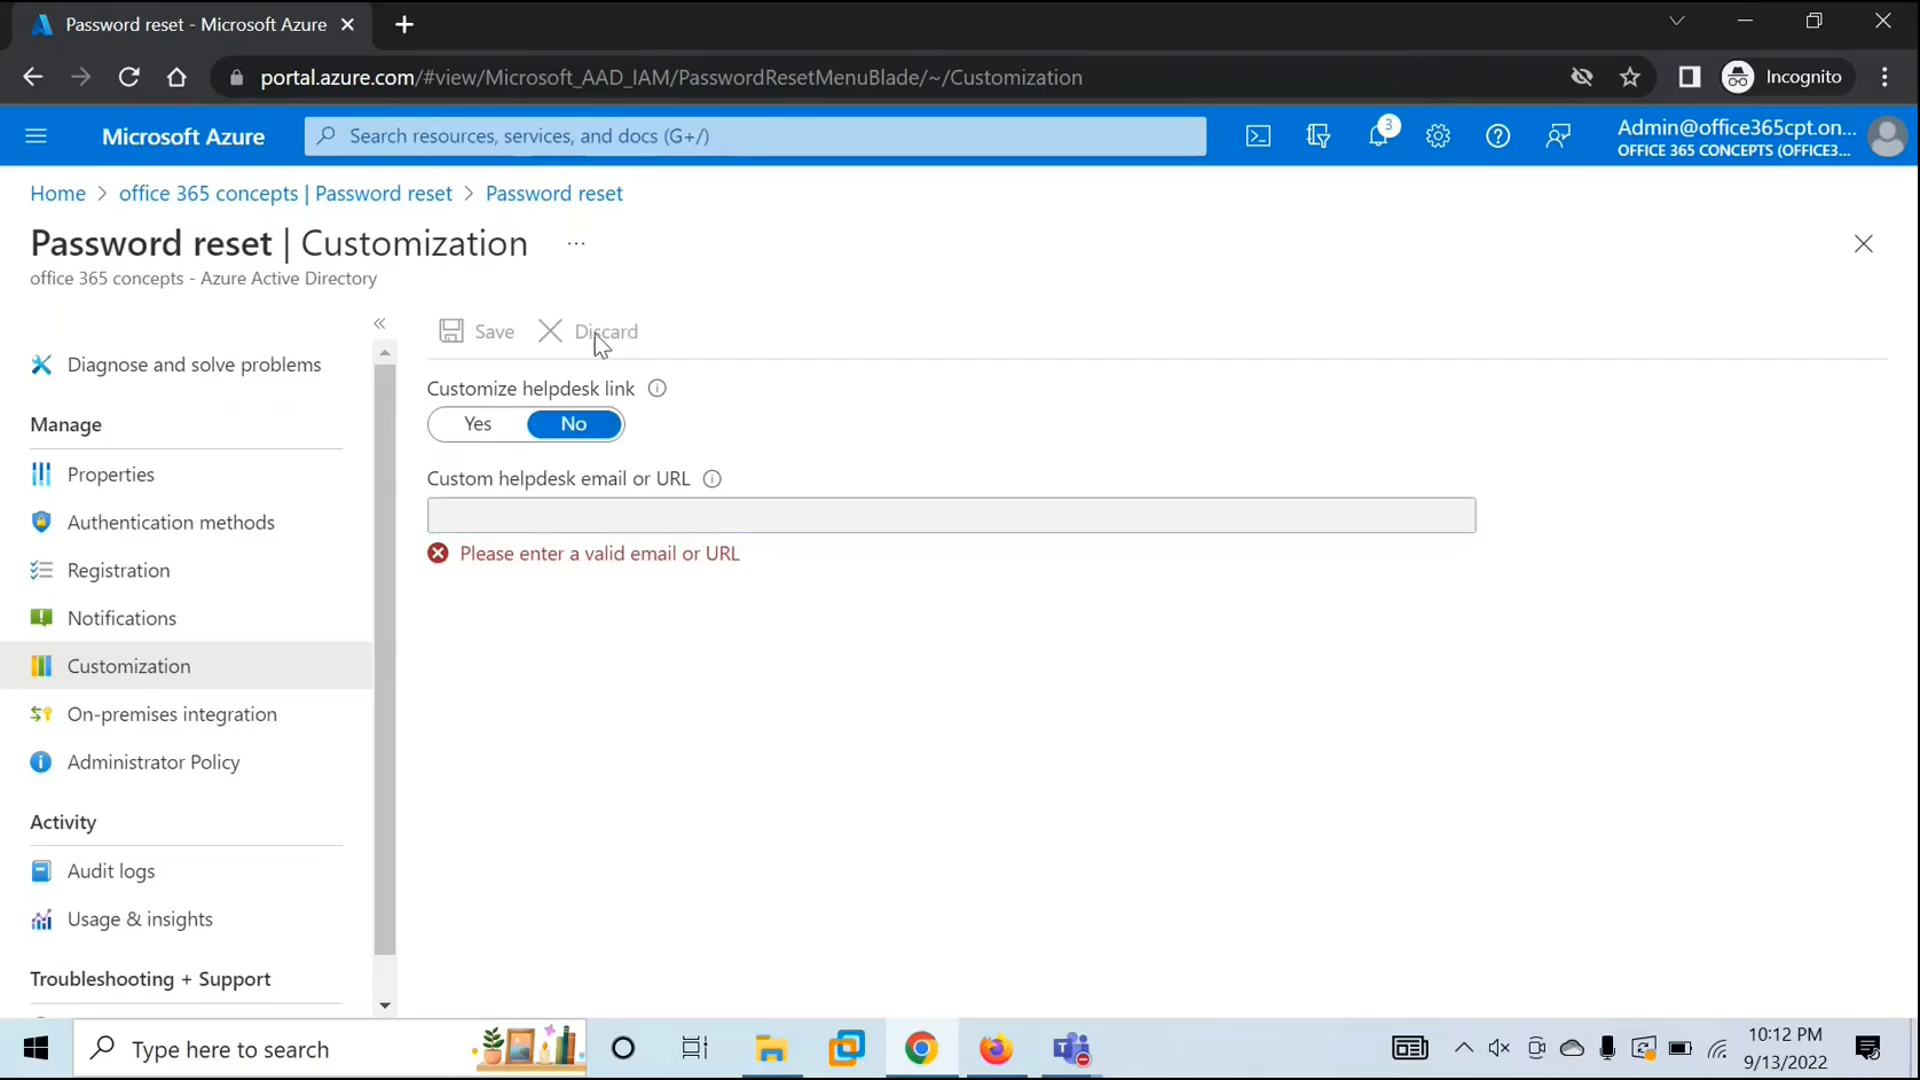 Password reset - Microsoft Azure
portal.azure.com/#view/Microsoft_AAD_IAM/PasswordResetMenuBlade/~/Customization
Incognito
Microsoft Azure
Search resources, services, and docs (G+/)
3
Admin@office365cpt.on...
OFFICE 365 CONCEPTS (OFFICE3...
Home > office 365 concepts | Password reset > Password reset
Password reset | Customization ...
office 365 concepts - Azure Active Directory
Save Discard
Diagnose and solve problems
Manage
Properties
Authentication methods
Registration
Notifications
Customization
On-premises integration
Administrator Policy
Activity
Audit logs
Usage & insights
Troubleshooting + Support
Customize helpdesk link
Yes No
Custom helpdesk email or URL
Please enter a valid email or URL
Type here to search
10:12 PM
9/13/2022